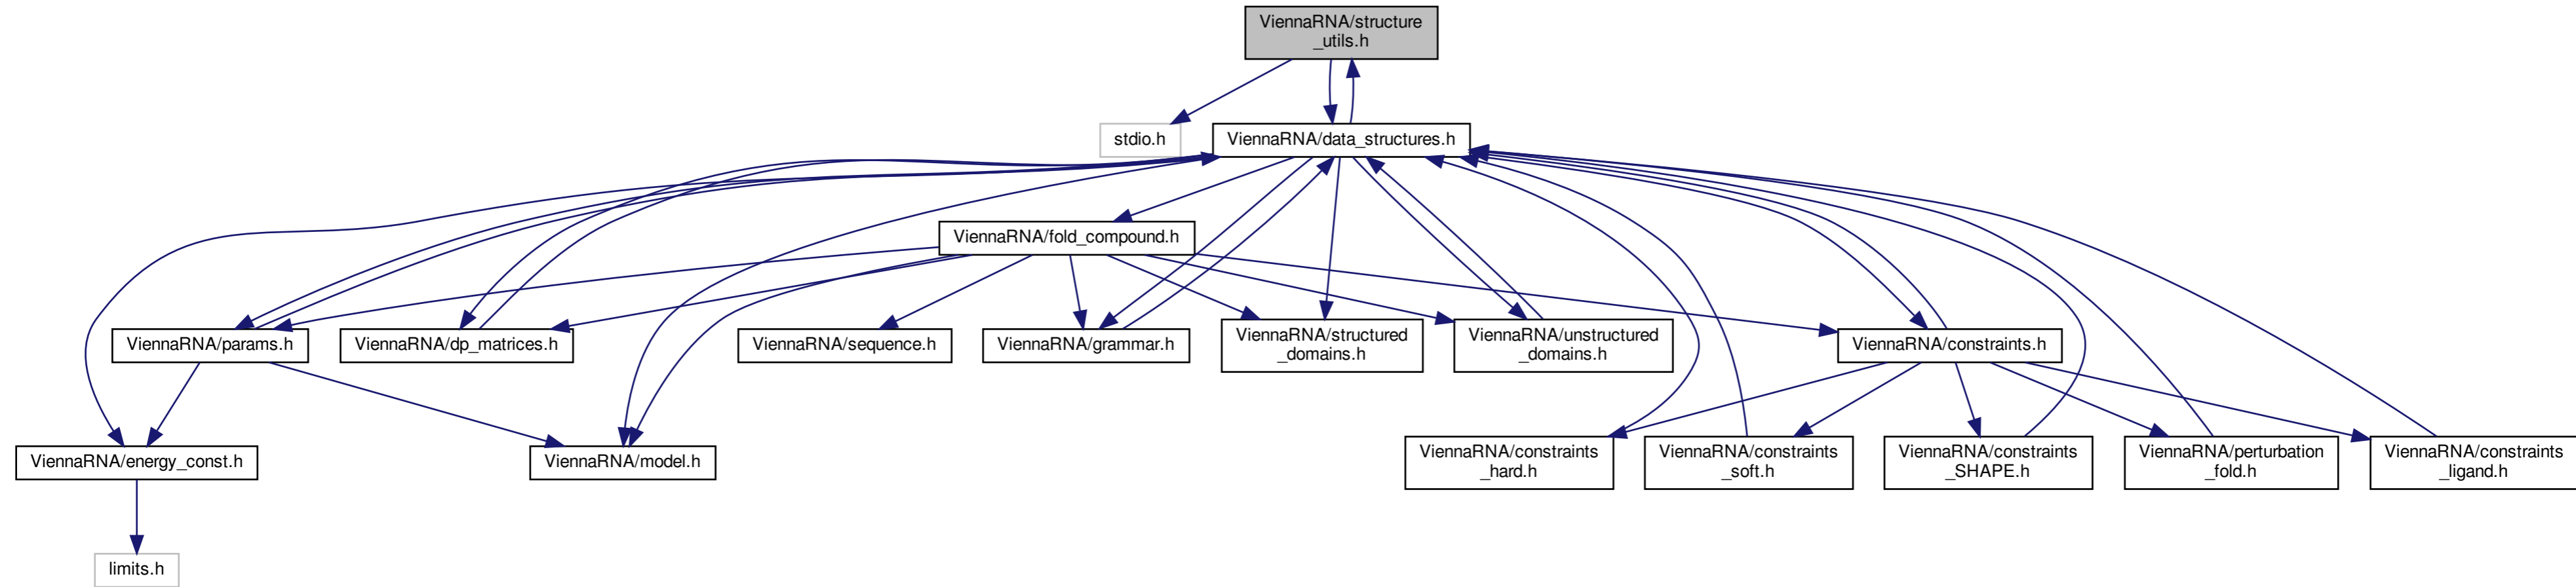 ViennaRNA/structure
_utils.h
stdio.h
ViennaRNA/data_structures.h
ViennaRNA/fold_compound.h
ViennaRNA/params.h
ViennaRNA/dp_matrices.h
ViennaRNA/sequence.h
ViennaRNA/grammar.h
ViennaRNA/structured
_domains.h
ViennaRNA/unstructured
_domains.h
ViennaRNA/constraints.h
ViennaRNA/energy_const.h
ViennaRNA/model.h
ViennaRNA/constraints
_hard.h
ViennaRNA/constraints
_soft.h
ViennaRNA/constraints
_SHAPE.h
ViennaRNA/perturbation
_fold.h
ViennaRNA/constraints
_ligand.h
limits.h